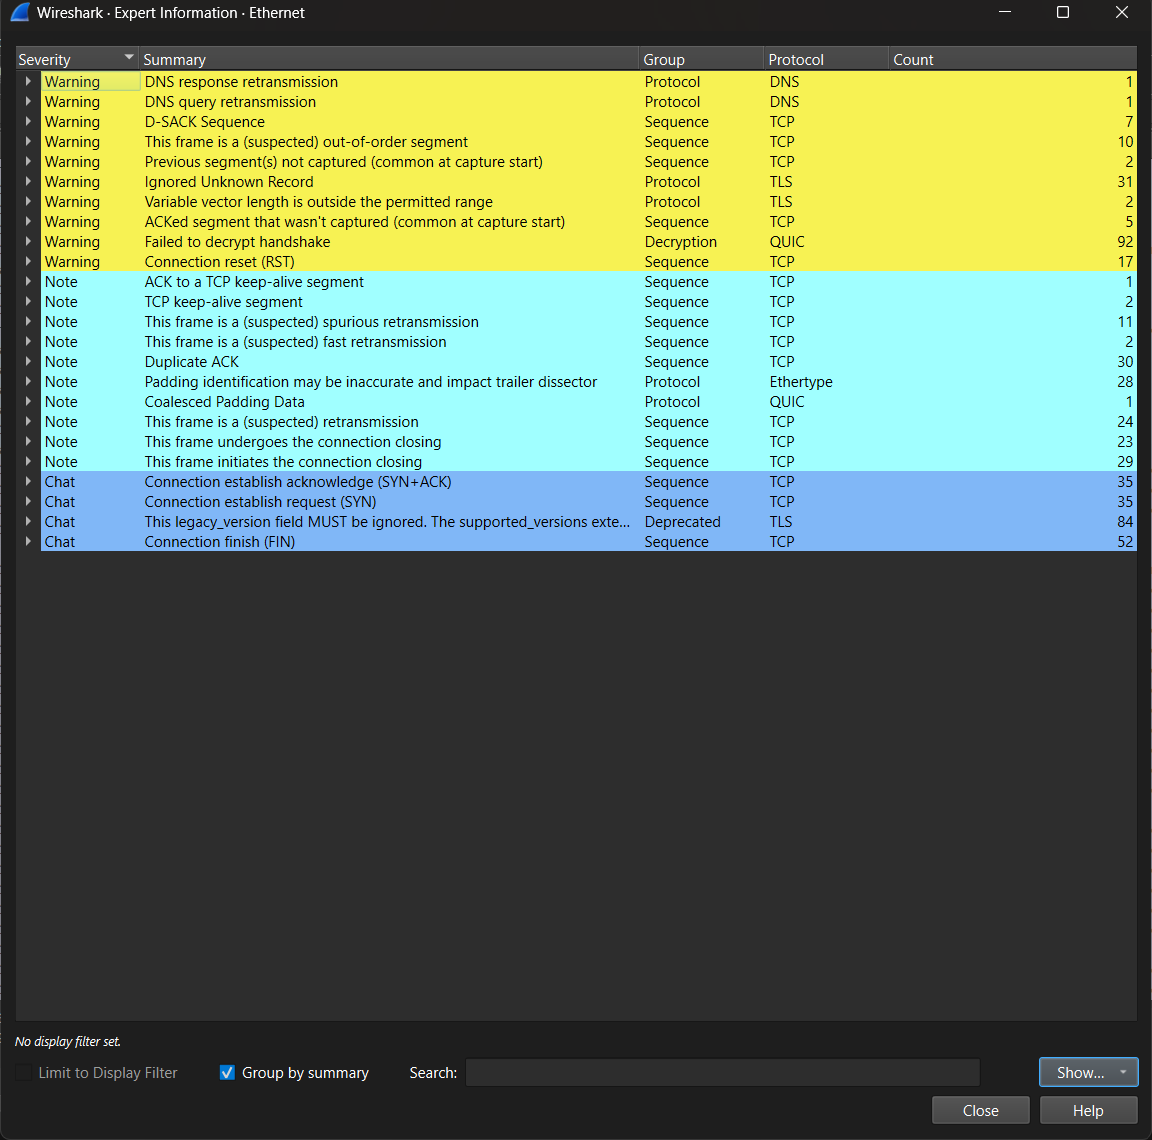 Wireshark · Expert Information · Ethernet
Severity Summary Group Protocol Count
Warning DNS response retransmission Protocol DNS 1
Warning DNS query retransmission Protocol DNS 1
Warning D-SACK Sequence Sequence TCP 7
Warning This frame is a (suspected) out-of-order segment Sequence TCP 10
Warning Previous segment(s) not captured (common at capture start) Sequence TCP 2
Warning Ignored Unknown Record Protocol TLS 31
Warning Variable vector length is outside the permitted range Protocol TLS 2
Warning ACKed segment that wasn't captured (common at capture start) Sequence TCP 5
Warning Failed to decrypt handshake Decryption QUIC 92
Warning Connection reset (RST) Sequence TCP 17
Note ACK to a TCP keep-alive segment Sequence TCP 1
Note TCP keep-alive segment Sequence TCP 2
Note This frame is a (suspected) spurious retransmission Sequence TCP 11
Note This frame is a (suspected) fast retransmission Sequence TCP 2
Note Duplicate ACK Sequence TCP 30
Note Padding identification may be inaccurate and impact trailer dissector Protocol Ethertype 28
Note Coalesced Padding Data Protocol QUIC 1
Note This frame is a (suspected) retransmission Sequence TCP 24
Note This frame undergoes the connection closing Sequence TCP 23
Note This frame initiates the connection closing Sequence TCP 29
Chat Connection establish acknowledge (SYN+ACK) Sequence TCP 35
Chat Connection establish request (SYN) Sequence TCP 35
Chat This legacy_version field MUST be ignored. The supported_versions exte... Deprecated TLS 84
Chat Connection finish (FIN) Sequence TCP 52
No display filter set.
Limit to Display Filter Group by summary Search: Show...
Close Help